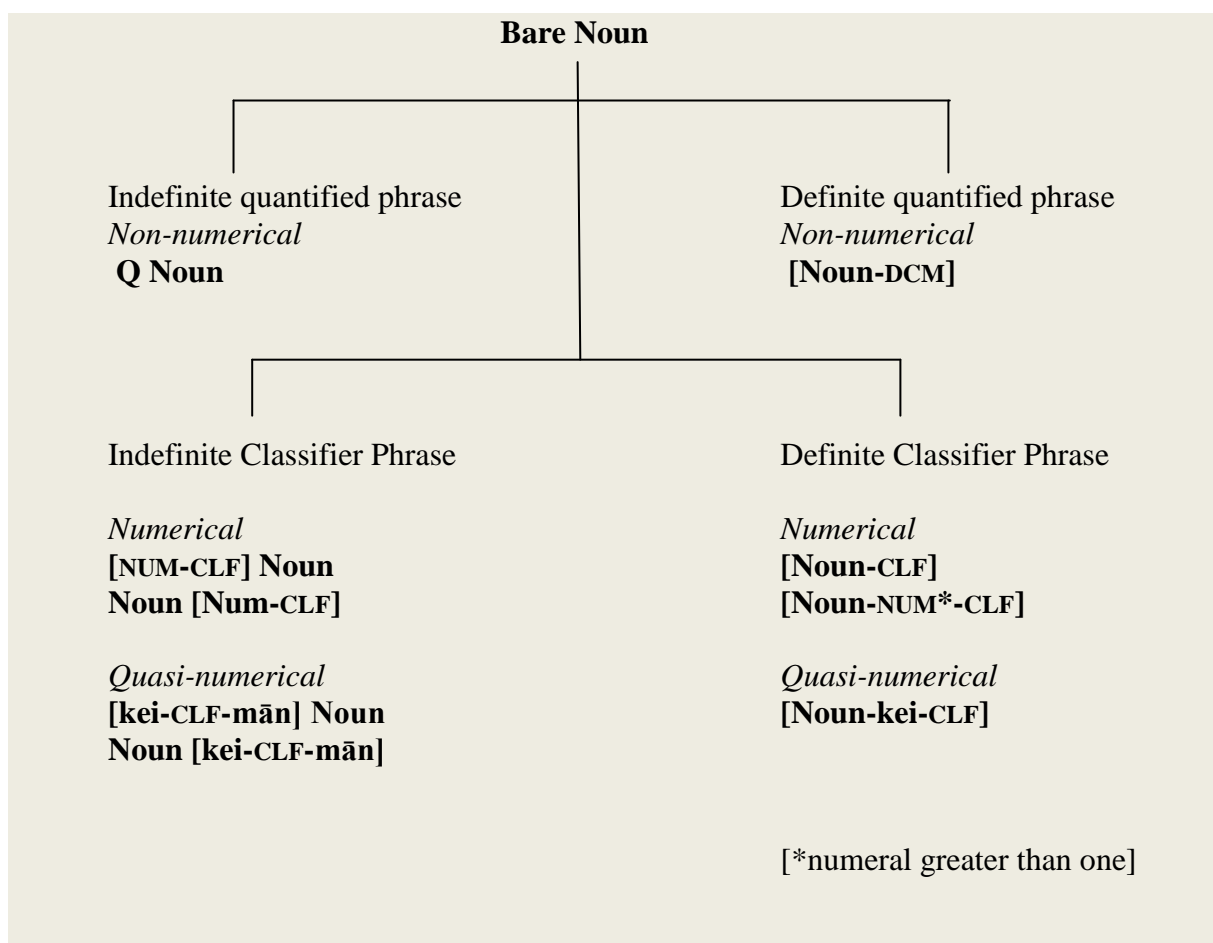 Bare Noun
Indefinite quantified phrase
Non-numerical
Q Noun
Definite quantified phrase
Non-numerical
[Noun-DCM]
Indefinite Classifier Phrase
Numerical
[NUM-CLF] Noun
Noun [Num-CLF]
Quasi-numerical
[kei-CLF-mān] Noun
Noun [kei-CLF-mān]
Definite Classifier Phrase
Numerical
[Noun-CLF]
[Noun-NUM*-CLF]
Quasi-numerical
[Noun-kei-CLF]
[*numeral greater than one]